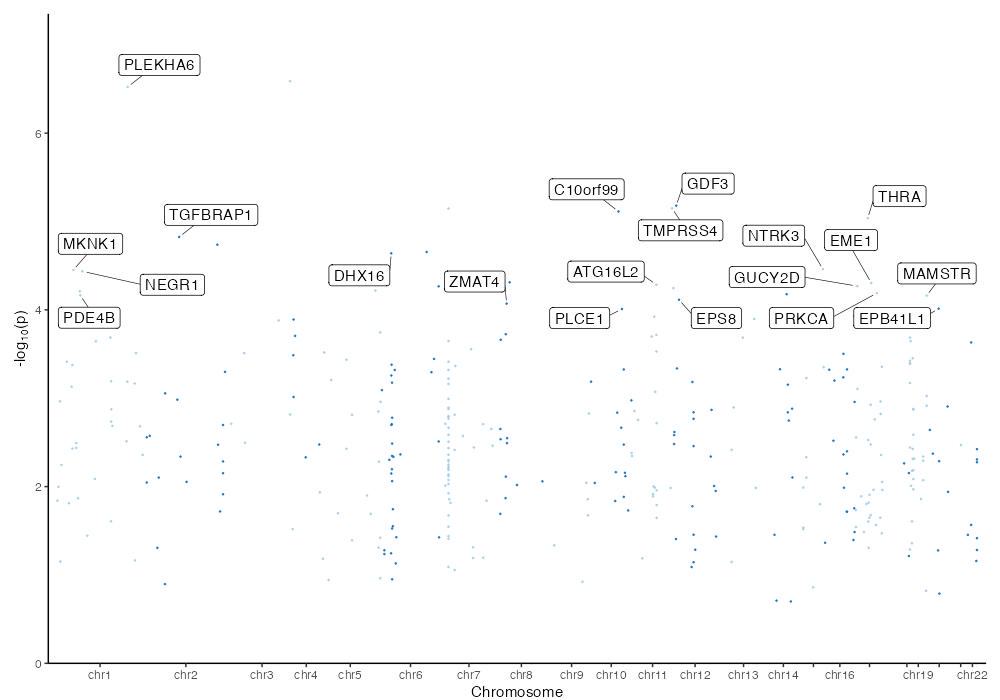 PLEKHA6
6
C10orf99
GDF3
THRA
TGFBRAP1
TMPRSS4
NTRK3
EME1
MKNK1
NEGR1
DHX16
ZMAT4
ATG16L2
GUCY2D
MAMSTR
4
PDE4B
PLCE1
EPS8
PRKCA
EPB41L1
-log10(p)
2
0
chr1 chr2 chr3 chr4 chr5 chr6 chr7 chr8 chr9 chr10 chr11 chr12 chr13 chr14 chr16 chr19 chr22
Chromosome